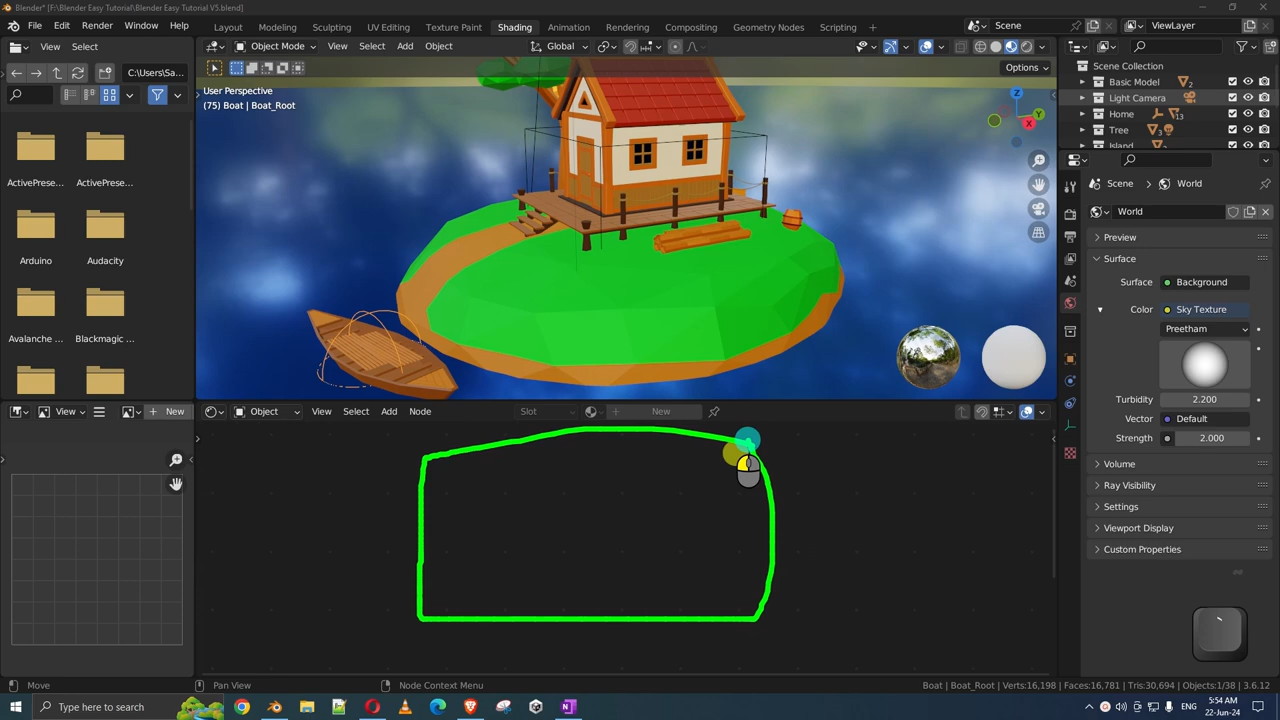 Blender* [F:\Blender Easy Tutorial\Blender Easy Tutorial V5.blend]
File Edit Render Window Help
Layout Modeling Sculpting UV Editing Texture Paint Shading Animation Rendering Compositing Geometry Nodes Scripting
Scene
ViewLayer
View Select
Object Mode View Select Add Object
Global
Options
C:\Users\Sa...
User Perspective
(75) Boat | Boat_Root
Z
Y
X
ActivePrese...
ActivePrese...
Arduino
Audacity
Avalanche ...
Blackmagic ...
Scene Collection
Basic Model
Light Camera
Home
13
Tree
3
Island
Scene
World
World
Preview
Surface
Surface
Background
Color
Sky Texture
Preetham
Turbidity
2.200
Vector
Default
Strength
2.000
Volume
Ray Visibility
Settings
Viewport Display
Custom Properties
View
New
Object View Select Add Node
Slot
New
Move
Pan View
Node Context Menu
Boat | Boat_Root | Verts:16,198 | Faces:16,781 | Tris:30,694 | Objects:1/38 | 3.6.12
Type here to search
ENG
5:54 AM
22-Jun-24